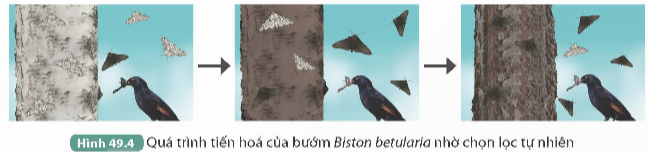 Hình 49.4 Quá trình tiến hoá của bướm Biston betularia nhờ chọn lọc tự nhiên